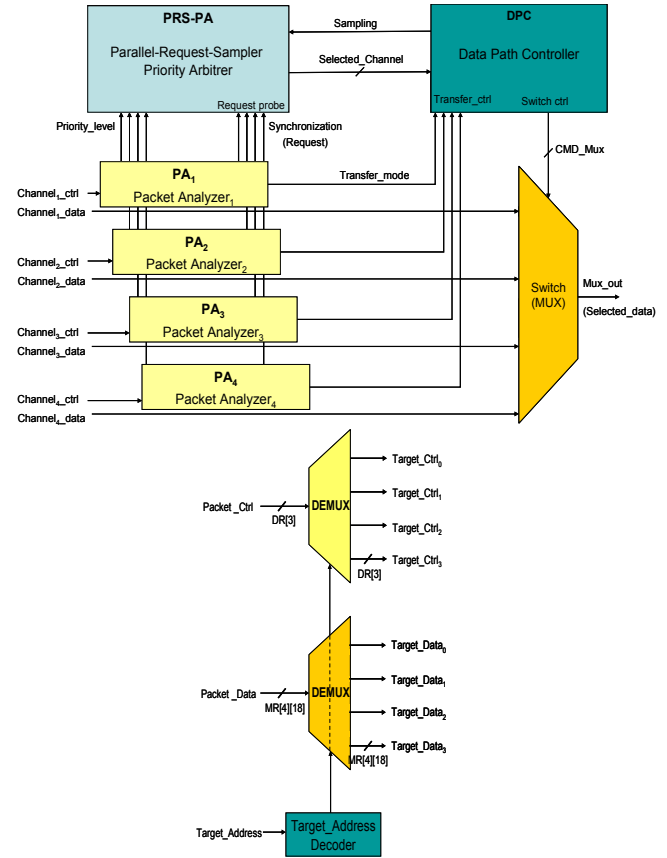 PRS-PA
Parallel-Request-Sampler
Priority Arbitrer
Request probe
Sampling
Selected_Channel
DPC
Data Path Controller
Transfer_ctrl
Switch ctrl
Priority_level
Synchronization
(Request)
CMD_Mux
PA1
Packet Analyzer1
Transfer_mode
Channel1_ctrl
Channel1_data
PA2
Packet Analyzer2
Channel2_ctrl
Channel2_data
Switch
(MUX)
Mux_out
(Selected_data)
PA3
Packet Analyzer3
Channel3_ctrl
Channel3_data
PA4
Packet Analyzer4
Channel4_ctrl
Channel4_data
Packet_Ctrl
DR[3]
DEMUX
Target_Ctrl0
Target_Ctrl1
Target_Ctrl2
Target_Ctrl3
DR[3]
Packet_Data
MR[4][18]
DEMUX
Target_Data0
Target_Data1
Target_Data2
Target_Data3
MR[4][18]
Target_Address
Target_Address
Decoder